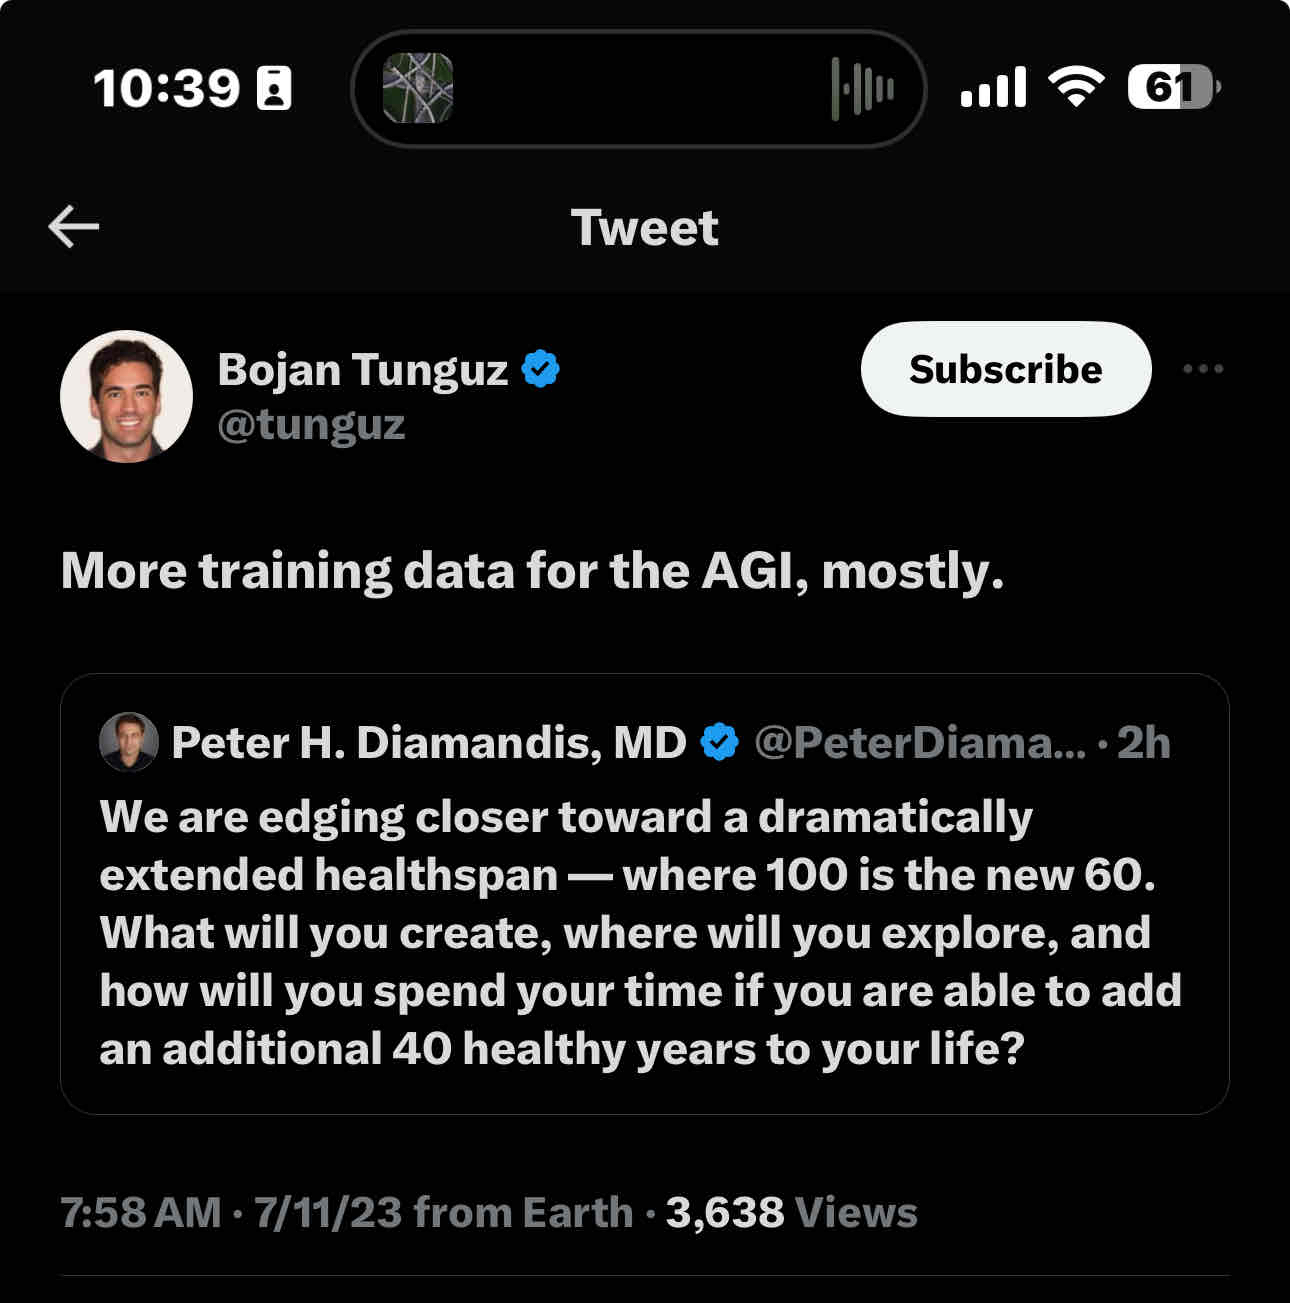 10:39
61
Tweet
Bojan Tunguz
@tunguz
Subscribe
More training data for the AGI, mostly.
Peter H. Diamandis, MD @PeterDiama... · 2h
We are edging closer toward a dramatically
extended healthspan — where 100 is the new 60.
What will you create, where will you explore, and
how will you spend your time if you are able to add
an additional 40 healthy years to your life?
7:58 AM · 7/11/23 from Earth · 3,638 Views